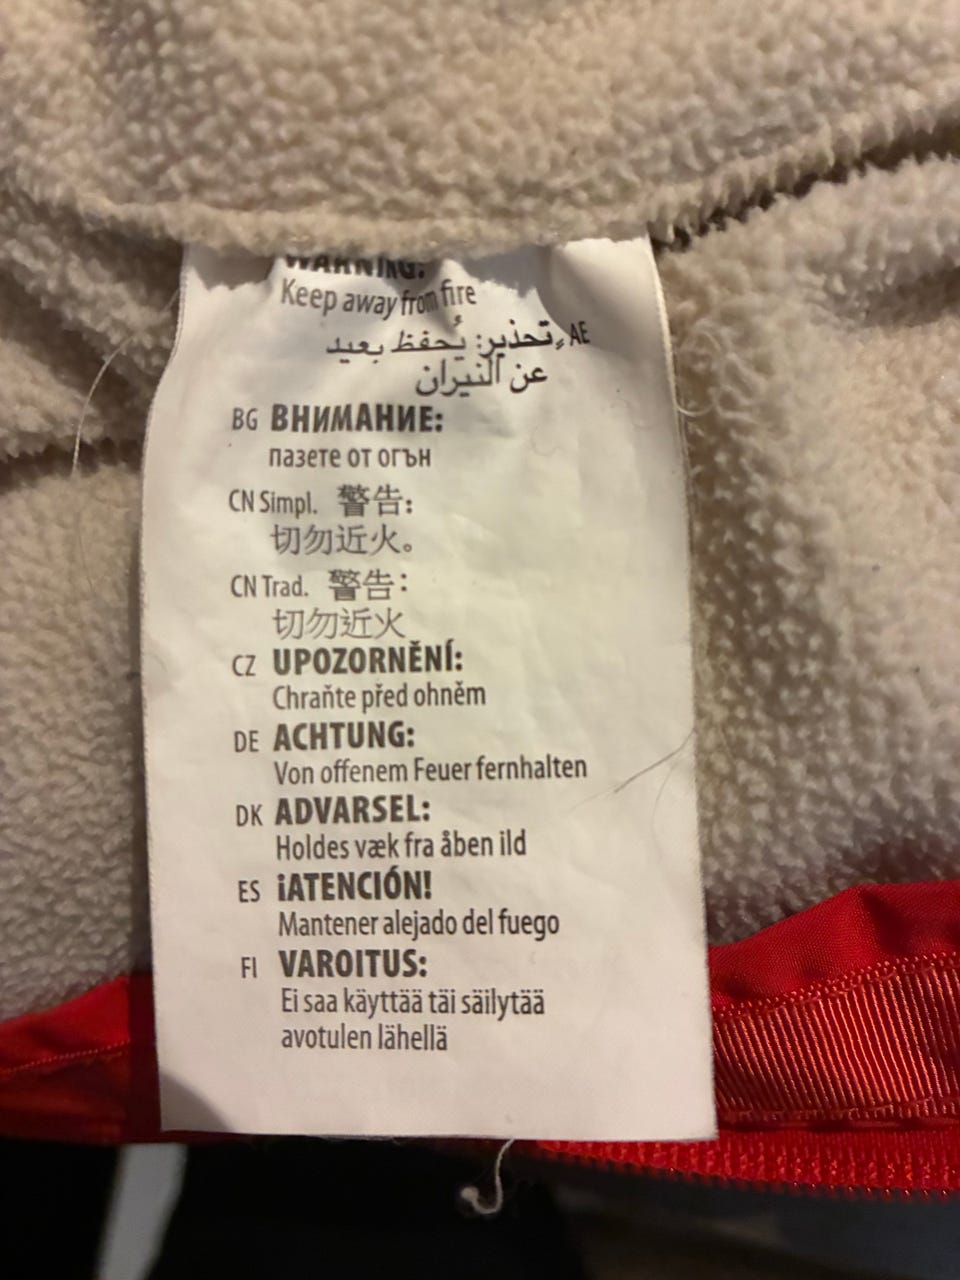 WARNING:
Keep away from fire
AE تحذير: يُحفظ بعيد
عن النيران
BG ВНИМАНИЕ:
пазете от огън
CN Simpl. 警告:
切勿近火。
CN Trad. 警告：
切勿近火
CZ UPOZORNĚNÍ:
Chraňte před ohněm
DE ACHTUNG:
Von offenem Feuer fernhalten
DK ADVARSEL:
Holdes væk fra åben ild
ES ¡ATENCIÓN!
Mantener alejado del fuego
FI VAROITUS:
Ei saa käyttää täi säilytää
avotulen lähellä